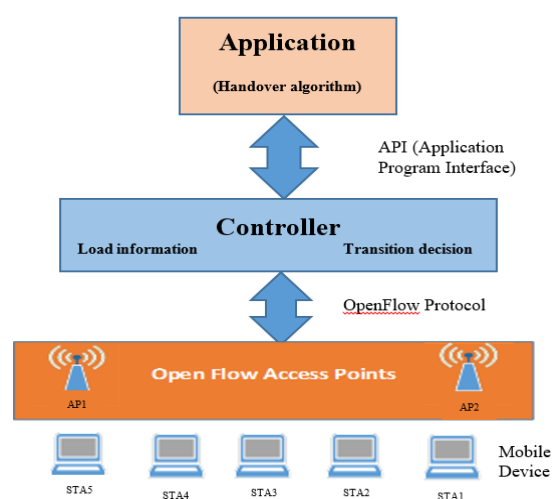 Application
(Handover algorithm)
API (Application
Program Interface)
Controller
Load information Transition decision
OpenFlow Protocol
Open Flow Access Points
AP1 AP2
Mobile
Device
STA5 STA4 STA3 STA2 STA1